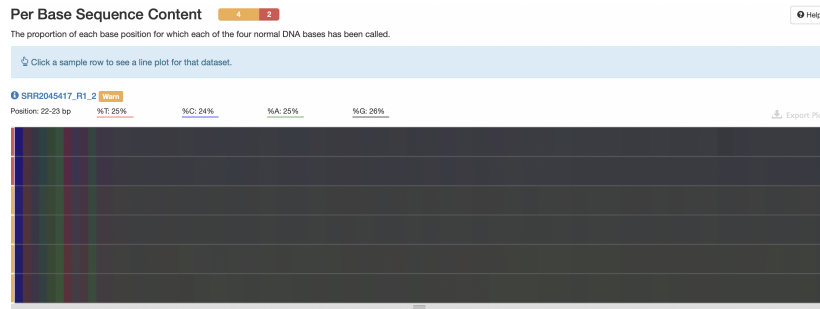 Per Base Sequence Content 4 2
Help
The proportion of each base position for which each of the four normal DNA bases has been called.
Click a sample row to see a line plot for that dataset.
SRR2045417_R1_2 Warn
Position: 22-23 bp %T: 25% %C: 24% %A: 25% %G: 26%
Export Plo